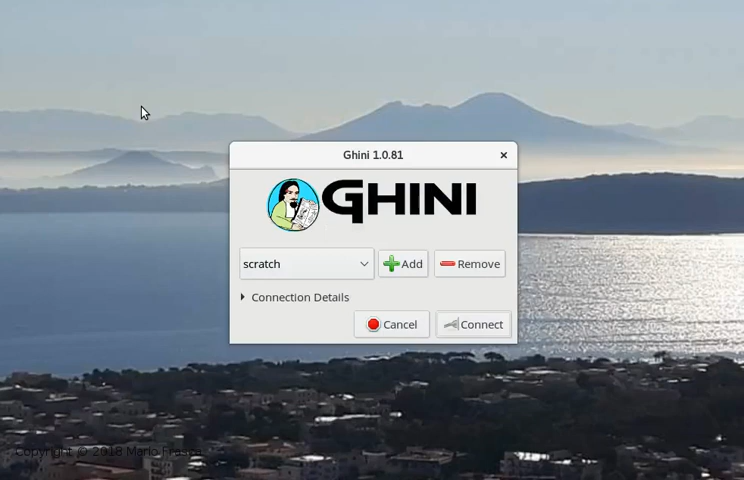 Ghini 1.0.81
GHINI
scratch
Add
Remove
Connection Details
Cancel
Connect
Copyright © 2018 Mario Frasca